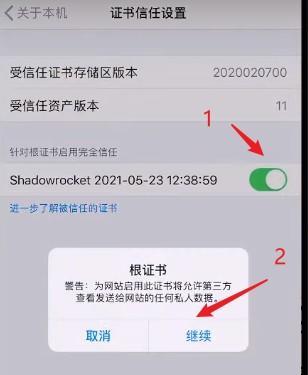 关于本机
证书信任设置
受信任证书存储区版本 2020020700
受信任资产版本 11
针对根证书启用完全信任
1
Shadowrocket 2021-05-23 12:38:59
进一步了解被信任的证书
2
根证书
警告：为网站启用此证书将允许第三方
查看发送给网站的任何私人数据。
取消 继续